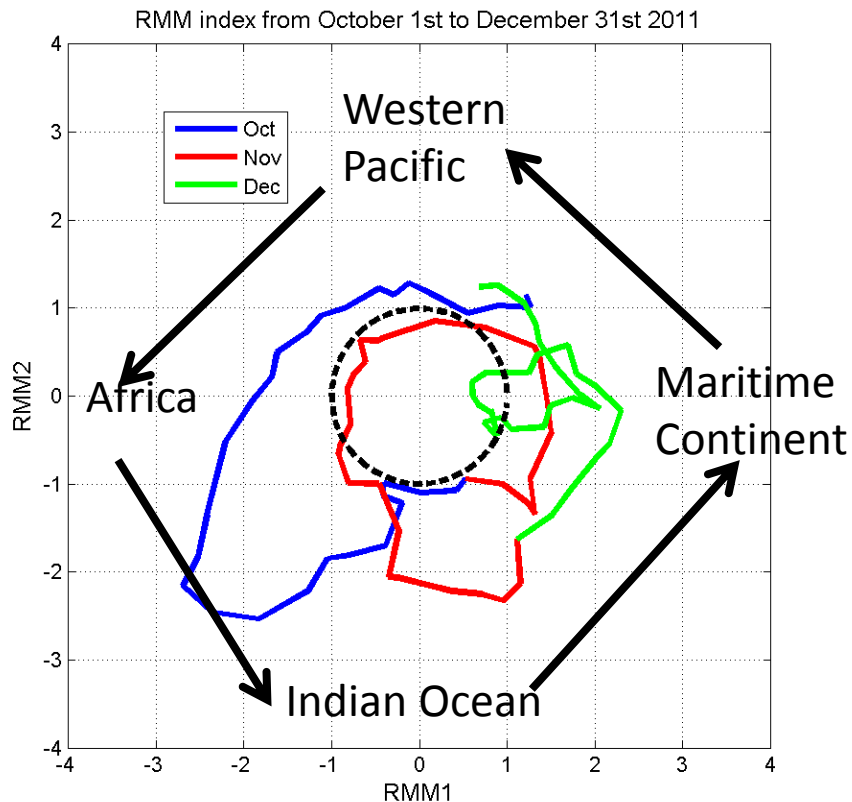 RMM index from October 1st to December 31st 2011
4
3
2
1
0
-1
-2
-3
-4
RMM2
Oct
Nov
Dec
Western
Pacific
Africa
Maritime
Continent
Indian Ocean
-4 -3 -2 -1 0 1 2 3 4
RMM1